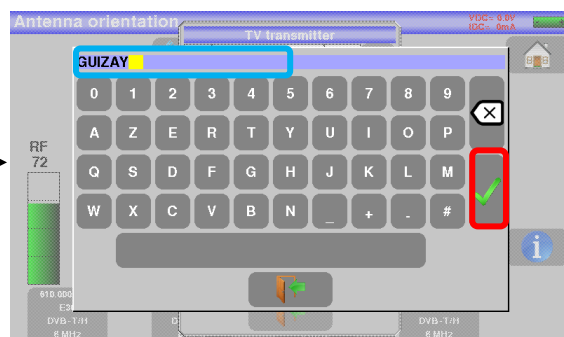 Antenna orientation
VDC= 0.0V
IDC= 0mA
TV transmitter
GUIZAY
0 1 2 3 4 5 6 7 8 9
A Z E R T Y U I O P
Q S D F G H J K L M
W X C V B N _ + . #
RF
72
i
610.000
DVB-T/H
8 MHz
DVB-T/H
8 MHz